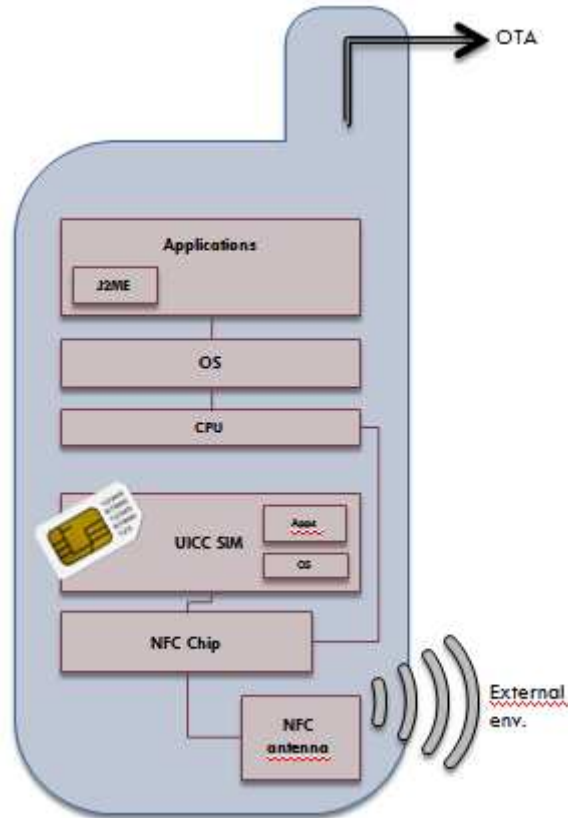 OTA
Applications
J2ME
OS
CPU
UICC SIM
Apps
OS
NFC Chip
NFC
antenna
External
env.